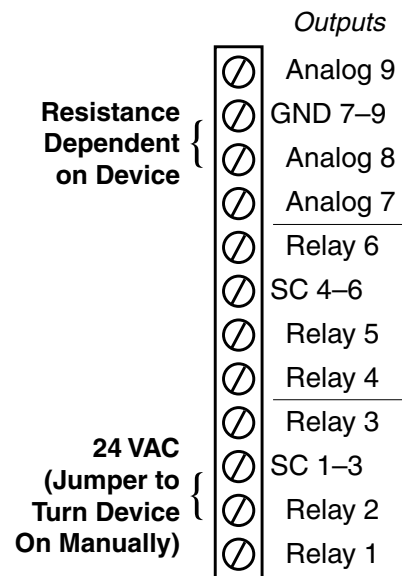 Outputs
Analog 9
GND 7–9
Analog 8
Analog 7
Relay 6
SC 4–6
Relay 5
Relay 4
Relay 3
SC 1–3
Relay 2
Relay 1
Resistance
Dependent
on Device
24 VAC
(Jumper to
Turn Device
On Manually)